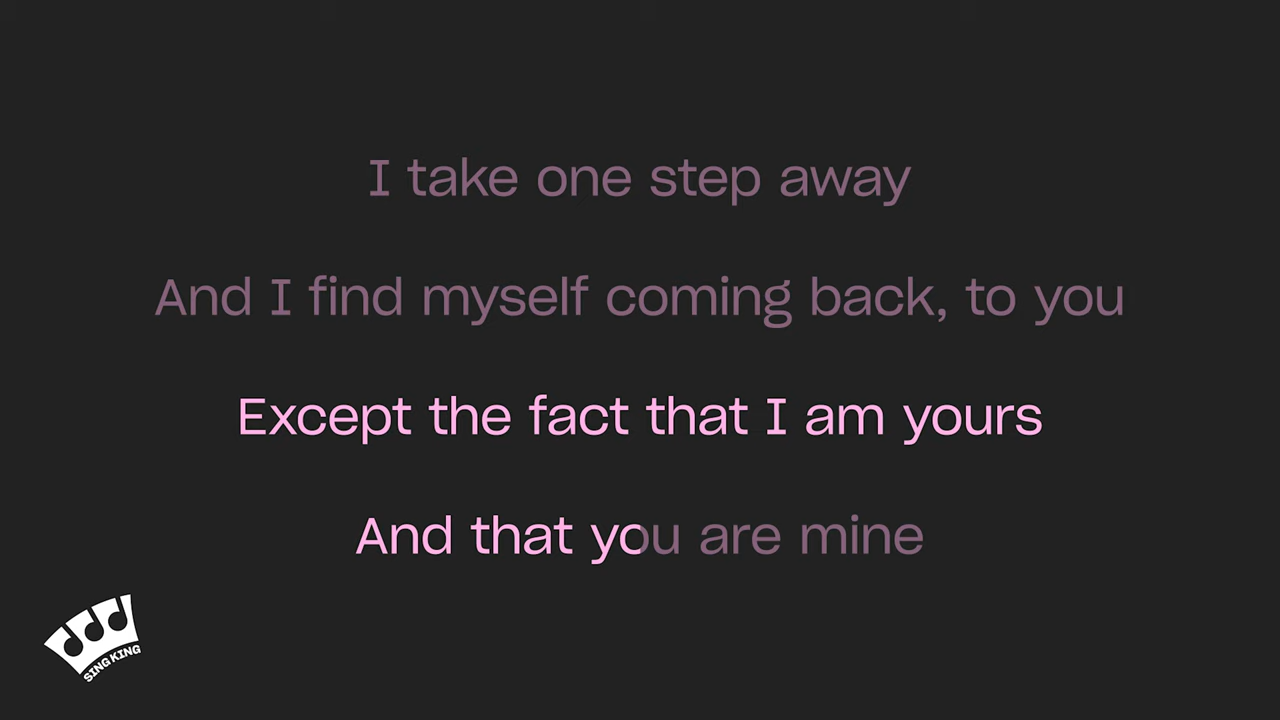 I take one step away
And I find myself coming back, to you
Except the fact that I am yours
And that you are mine
SING KING